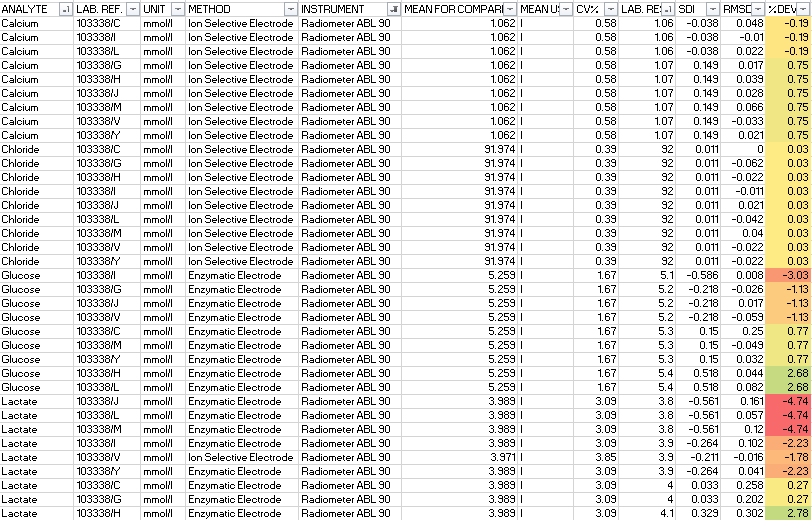 ANALYTE LAB. REF. UNIT METHOD INSTRUMENT MEAN FOR COMPARI MEAN U CV% LAB. RE SDI RMSD %DEV
Calcium 103338/C mmol/l Ion Selective Electrode Radiometer ABL 90 1.062 I 0.58 1.06 -0.038 0.048 -0.19
Calcium 103338/I mmol/l Ion Selective Electrode Radiometer ABL 90 1.062 I 0.58 1.06 -0.038 -0.01 -0.19
Calcium 103338/L mmol/l Ion Selective Electrode Radiometer ABL 90 1.062 I 0.58 1.06 -0.038 0.022 -0.19
Calcium 103338/G mmol/l Ion Selective Electrode Radiometer ABL 90 1.062 I 0.58 1.07 0.149 0.017 0.75
Calcium 103338/H mmol/l Ion Selective Electrode Radiometer ABL 90 1.062 I 0.58 1.07 0.149 0.039 0.75
Calcium 103338/J mmol/l Ion Selective Electrode Radiometer ABL 90 1.062 I 0.58 1.07 0.149 0.028 0.75
Calcium 103338/M mmol/l Ion Selective Electrode Radiometer ABL 90 1.062 I 0.58 1.07 0.149 0.066 0.75
Calcium 103338/V mmol/l Ion Selective Electrode Radiometer ABL 90 1.062 I 0.58 1.07 0.149 -0.033 0.75
Calcium 103338/Y mmol/l Ion Selective Electrode Radiometer ABL 90 1.062 I 0.58 1.07 0.149 0.021 0.75
Chloride 103338/C mmol/l Ion Selective Electrode Radiometer ABL 90 91.974 I 0.39 92 0.011 0 0.03
Chloride 103338/G mmol/l Ion Selective Electrode Radiometer ABL 90 91.974 I 0.39 92 0.011 -0.062 0.03
Chloride 103338/H mmol/l Ion Selective Electrode Radiometer ABL 90 91.974 I 0.39 92 0.011 -0.022 0.03
Chloride 103338/I mmol/l Ion Selective Electrode Radiometer ABL 90 91.974 I 0.39 92 0.011 -0.011 0.03
Chloride 103338/J mmol/l Ion Selective Electrode Radiometer ABL 90 91.974 I 0.39 92 0.011 0.021 0.03
Chloride 103338/L mmol/l Ion Selective Electrode Radiometer ABL 90 91.974 I 0.39 92 0.011 -0.042 0.03
Chloride 103338/M mmol/l Ion Selective Electrode Radiometer ABL 90 91.974 I 0.39 92 0.011 0.04 0.03
Chloride 103338/V mmol/l Ion Selective Electrode Radiometer ABL 90 91.974 I 0.39 92 0.011 -0.022 0.03
Chloride 103338/Y mmol/l Ion Selective Electrode Radiometer ABL 90 91.974 I 0.39 92 0.011 -0.022 0.03
Glucose 103338/I mmol/l Enzymatic Electrode Radiometer ABL 90 5.259 I 1.67 5.1 -0.586 0.008 -3.03
Glucose 103338/G mmol/l Enzymatic Electrode Radiometer ABL 90 5.259 I 1.67 5.2 -0.218 -0.026 -1.13
Glucose 103338/J mmol/l Enzymatic Electrode Radiometer ABL 90 5.259 I 1.67 5.2 -0.218 0.017 -1.13
Glucose 103338/V mmol/l Enzymatic Electrode Radiometer ABL 90 5.259 I 1.67 5.2 -0.218 -0.059 -1.13
Glucose 103338/C mmol/l Enzymatic Electrode Radiometer ABL 90 5.259 I 1.67 5.3 0.15 0.25 0.77
Glucose 103338/M mmol/l Enzymatic Electrode Radiometer ABL 90 5.259 I 1.67 5.3 0.15 -0.049 0.77
Glucose 103338/Y mmol/l Enzymatic Electrode Radiometer ABL 90 5.259 I 1.67 5.3 0.15 0.032 0.77
Glucose 103338/H mmol/l Enzymatic Electrode Radiometer ABL 90 5.259 I 1.67 5.4 0.518 0.044 2.68
Glucose 103338/L mmol/l Enzymatic Electrode Radiometer ABL 90 5.259 I 1.67 5.4 0.518 0.082 2.68
Lactate 103338/J mmol/l Enzymatic Electrode Radiometer ABL 90 3.989 I 3.09 3.8 -0.561 0.161 -4.74
Lactate 103338/L mmol/l Enzymatic Electrode Radiometer ABL 90 3.989 I 3.09 3.8 -0.561 0.057 -4.74
Lactate 103338/M mmol/l Enzymatic Electrode Radiometer ABL 90 3.989 I 3.09 3.8 -0.561 0.12 -4.74
Lactate 103338/I mmol/l Enzymatic Electrode Radiometer ABL 90 3.989 I 3.09 3.9 -0.264 0.102 -2.23
Lactate 103338/V mmol/l Ion Selective Electrode Radiometer ABL 90 3.971 I 3.85 3.9 -0.211 -0.016 -1.78
Lactate 103338/Y mmol/l Enzymatic Electrode Radiometer ABL 90 3.989 I 3.09 3.9 -0.264 0.041 -2.23
Lactate 103338/C mmol/l Enzymatic Electrode Radiometer ABL 90 3.989 I 3.09 4 0.033 0.258 0.27
Lactate 103338/G mmol/l Enzymatic Electrode Radiometer ABL 90 3.989 I 3.09 4 0.033 0.202 0.27
Lactate 103338/H mmol/l Enzymatic Electrode Radiometer ABL 90 3.989 I 3.09 4.1 0.329 0.302 2.78